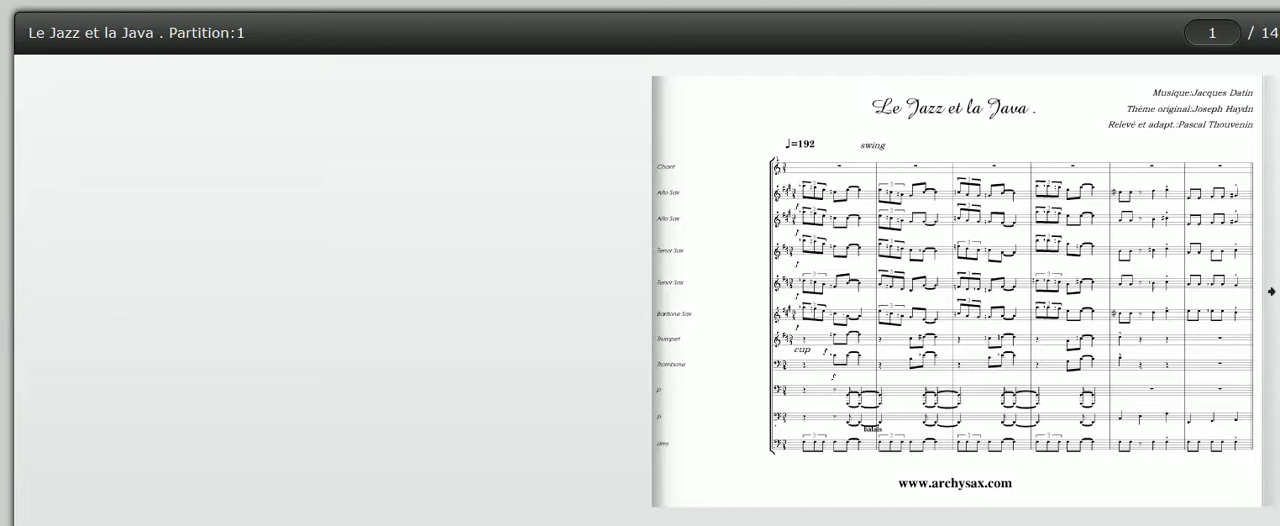 Le Jazz et la Java . Partition:1
1 / 14
Le Jazz et la Java .
Musique:Jacques Datin
Thème original:Joseph Haydn
Relevé et adapt.:Pascal Thouvenin
♩=192
swing
Chant
Alto Sax
Alto Sax
Tenor Sax
Tenor Sax
Baritone Sax
Trumpet
cup
Trombone
balais
www.archysax.com